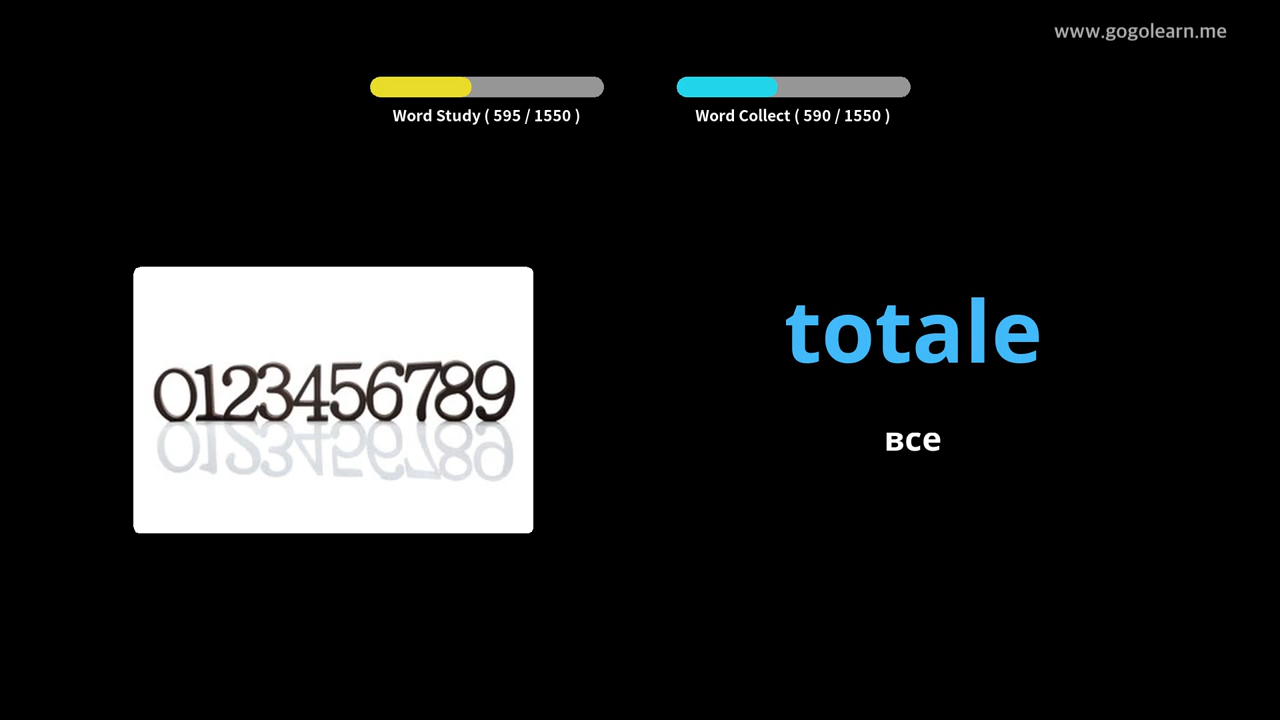 www.gogolearn.me
Word Study ( 595 / 1550 )
Word Collect ( 590 / 1550 )
0123456789
totale
все